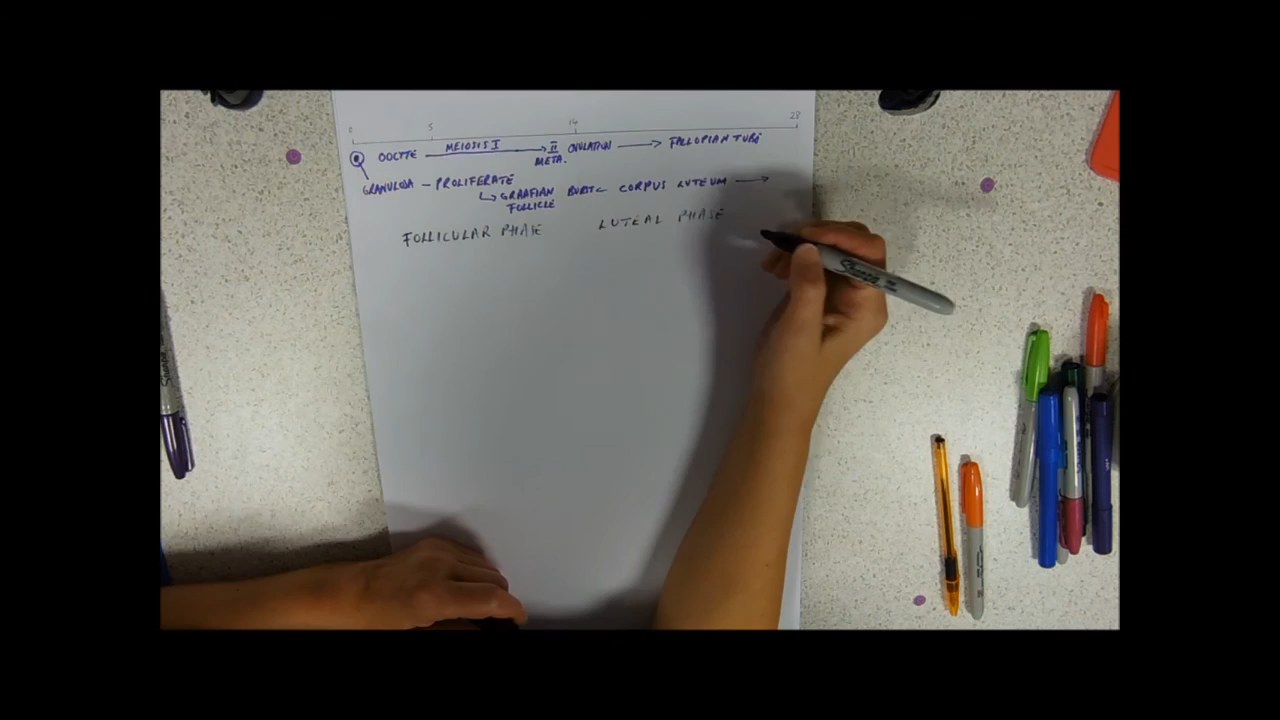 0 5 14 28
OOCYTE MEIOSIS I II OVULATION FALLOPIAN TUBE
META.
GRANULOSA - PROLIFERATE
GRAAFIAN BURST CORPUS LUTEUM
FOLLICLE
FOLLICULAR PHASE LUTEAL PHASE
Sharpie